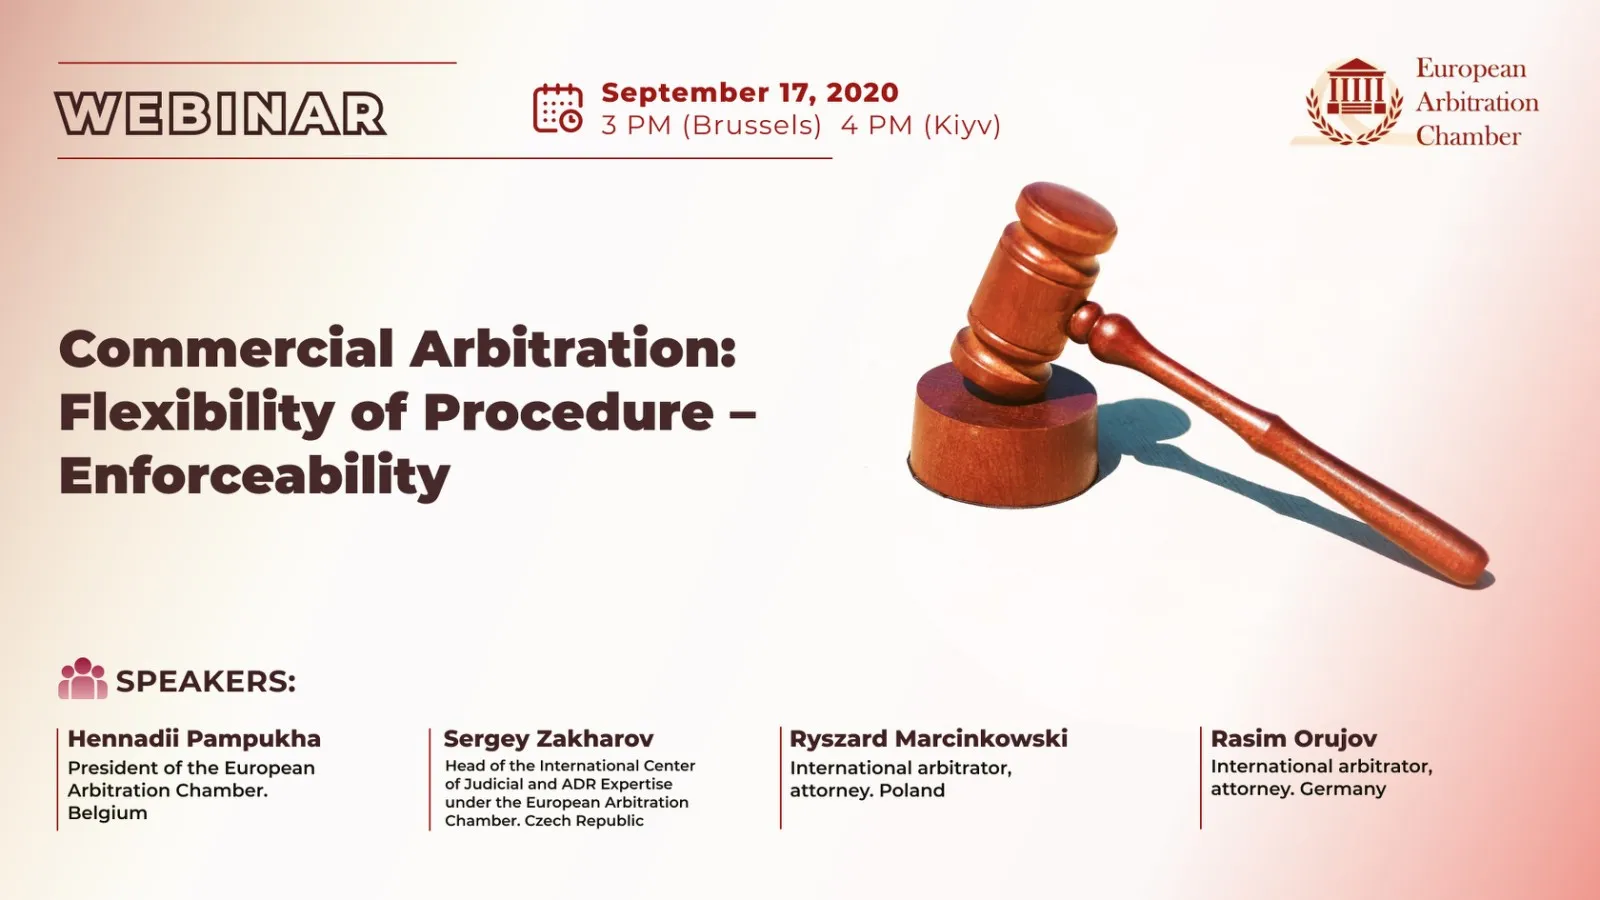 WEBINAR
September 17, 2020
3 PM (Brussels)  4 PM (Kiyv)
European
Arbitration
Chamber
Commercial Arbitration:
Flexibility of Procedure –
Enforceability
SPEAKERS:
Hennadii Pampukha
President of the European
Arbitration Chamber.
Belgium
Sergey Zakharov
Head of the International Center
of Judicial and ADR Expertise
under the European Arbitration
Chamber. Czech Republic
Ryszard Marcinkowski
International arbitrator,
attorney. Poland
Rasim Orujov
International arbitrator,
attorney. Germany